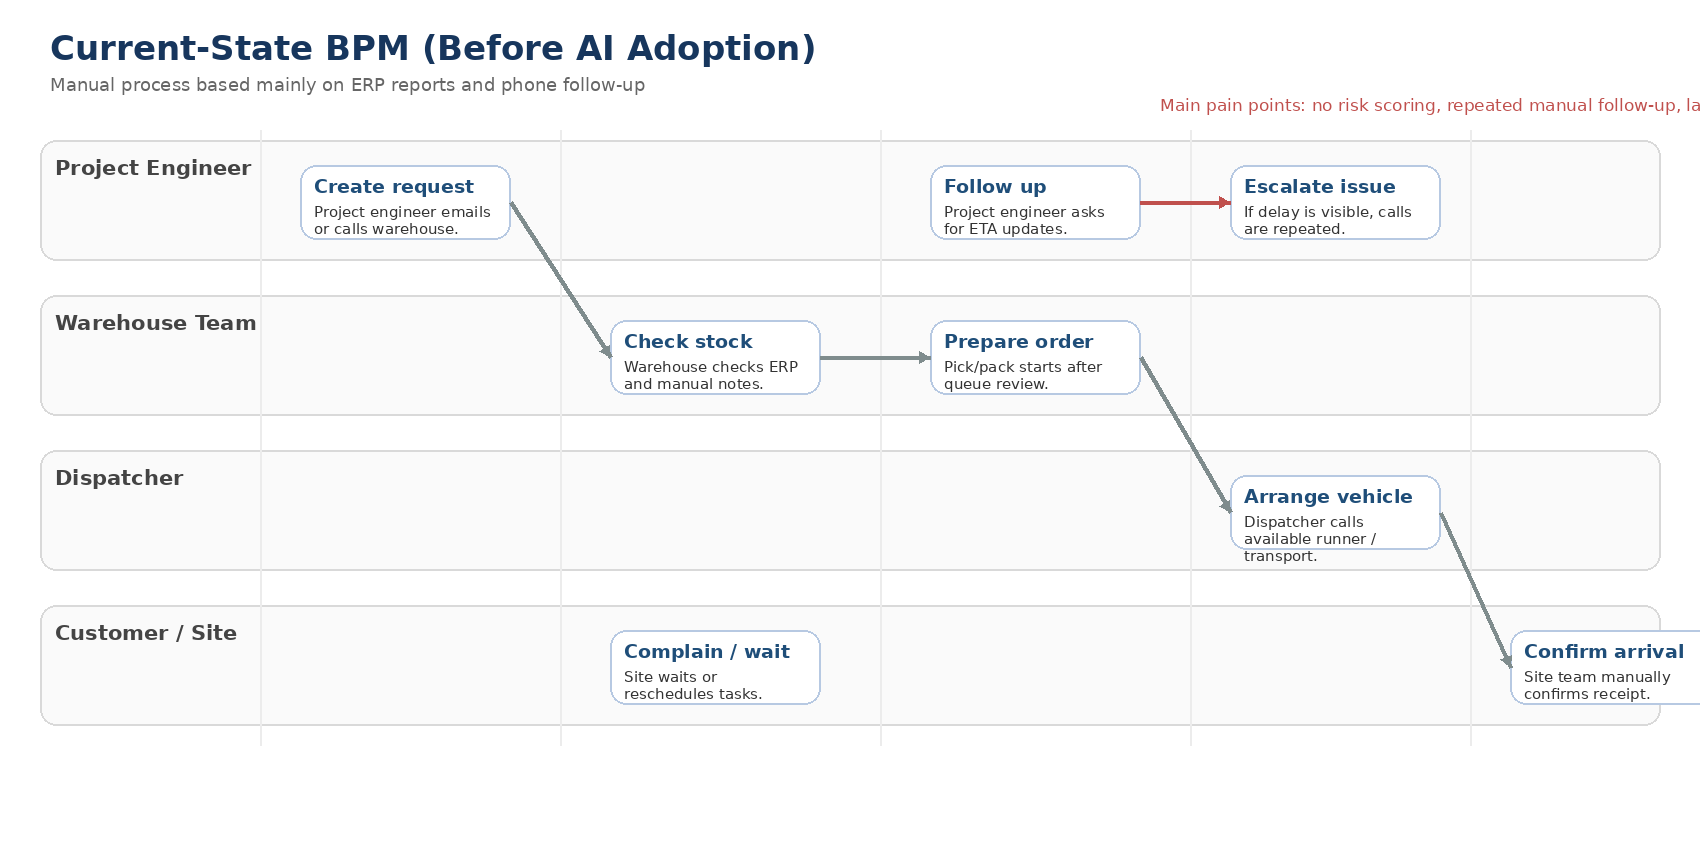 Current-State BPM (Before AI Adoption)
Manual process based mainly on ERP reports and phone follow-up
Main pain points: no risk scoring, repeated manual follow-up, la
Project Engineer
Create request
Project engineer emails
or calls warehouse.
Follow up
Project engineer asks
for ETA updates.
Escalate issue
If delay is visible, calls
are repeated.
Warehouse Team
Check stock
Warehouse checks ERP
and manual notes.
Prepare order
Pick/pack starts after
queue review.
Dispatcher
Arrange vehicle
Dispatcher calls
available runner /
transport.
Customer / Site
Complain / wait
Site waits or
reschedules tasks.
Confirm arrival
Site team manually
confirms receipt.